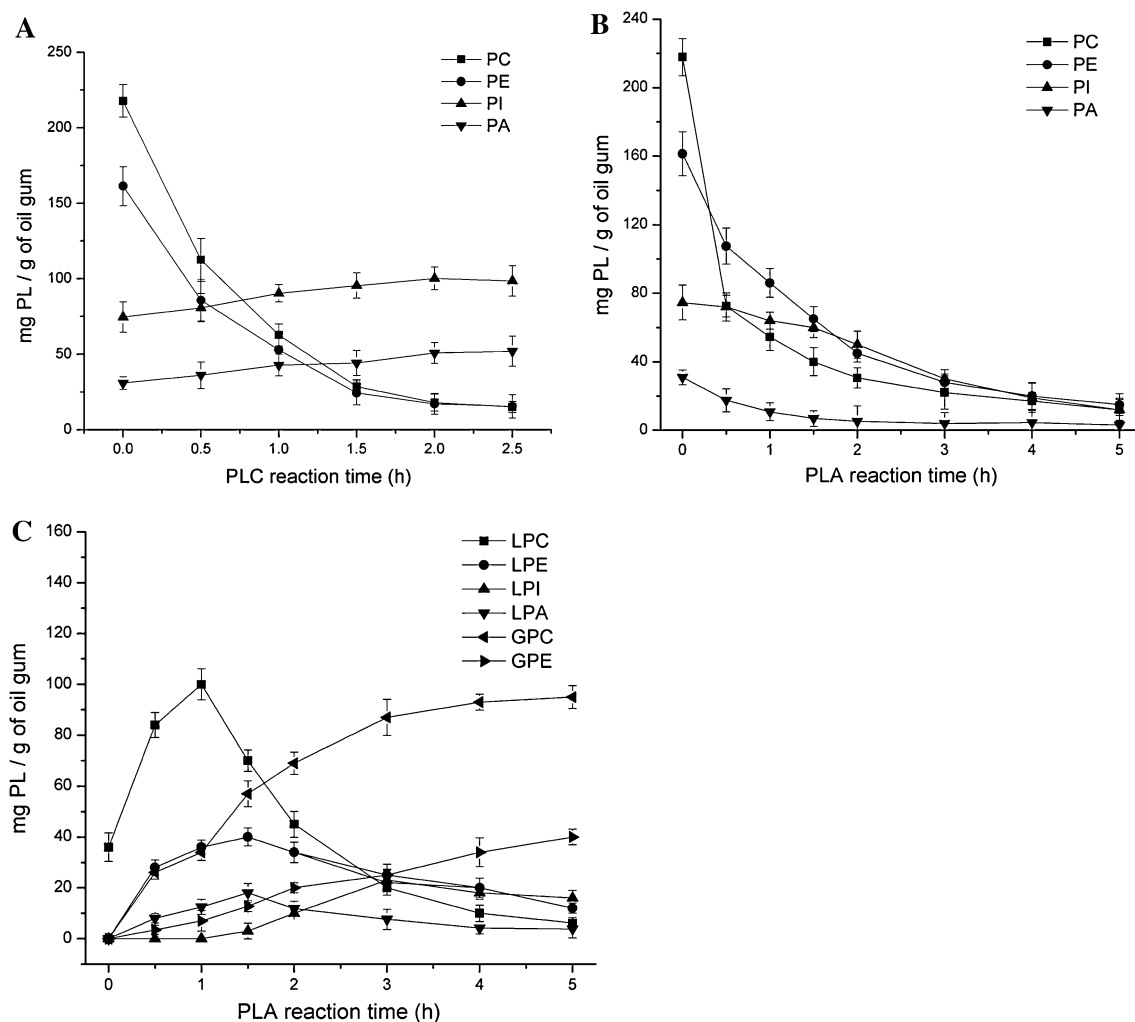 A
mg PL / g of oil gum
250
200
150
100
50
0
PC
PE
PI
PA
0.0 0.5 1.0 1.5 2.0 2.5
PLC reaction time (h)
B
mg PL / g of oil gum
240
200
160
120
80
40
0
PC
PE
PI
PA
0 1 2 3 4 5
PLA reaction time (h)
C
mg PL / g of oil gum
160
140
120
100
80
60
40
20
0
LPC
LPE
LPI
LPA
GPC
GPE
0 1 2 3 4 5
PLA reaction time (h)